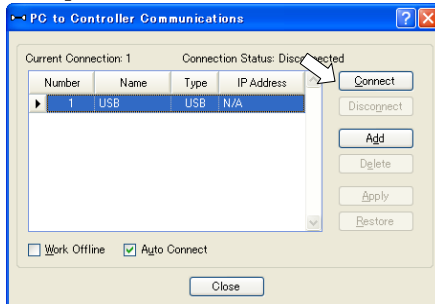 PC to Controller Communications
Current Connection: 1 Connection Status: Disconnected
Number Name Type IP Address
1 USB USB N/A
Connect
Disconnect
Add
Delete
Apply
Restore
Work Offline Auto Connect
Close